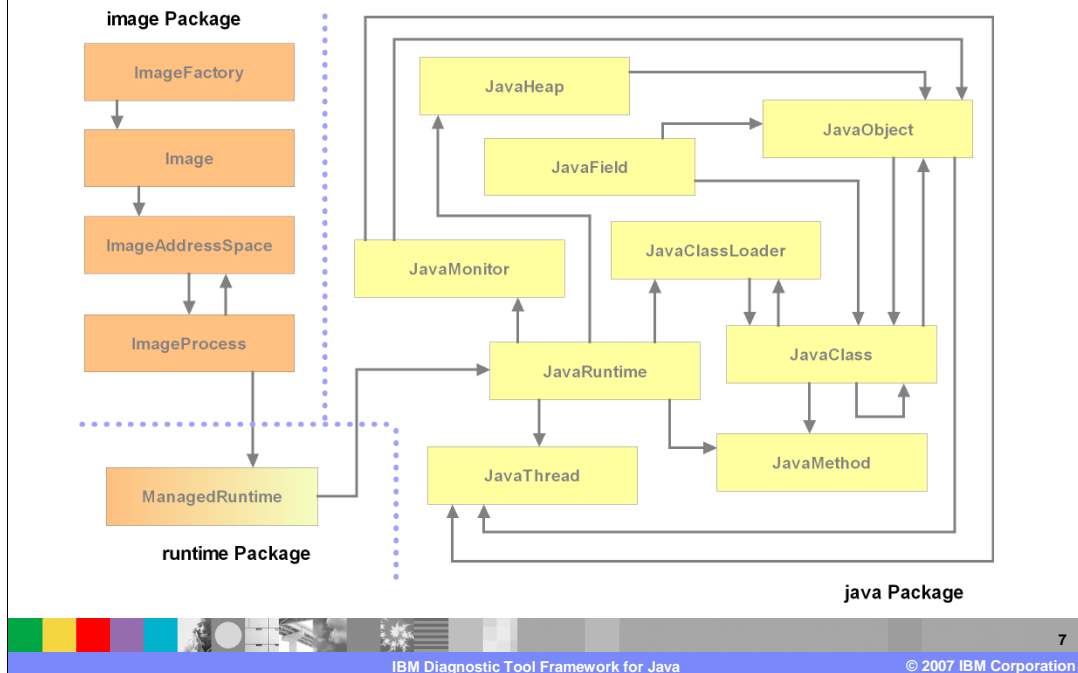 image Package
ImageFactory
Image
ImageAddressSpace
ImageProcess
ManagedRuntime
runtime Package
JavaHeap
JavaObject
JavaField
JavaClassLoader
JavaMonitor
JavaClass
JavaRuntime
JavaMethod
JavaThread
java Package
7
IBM Diagnostic Tool Framework for Java
© 2007 IBM Corporation